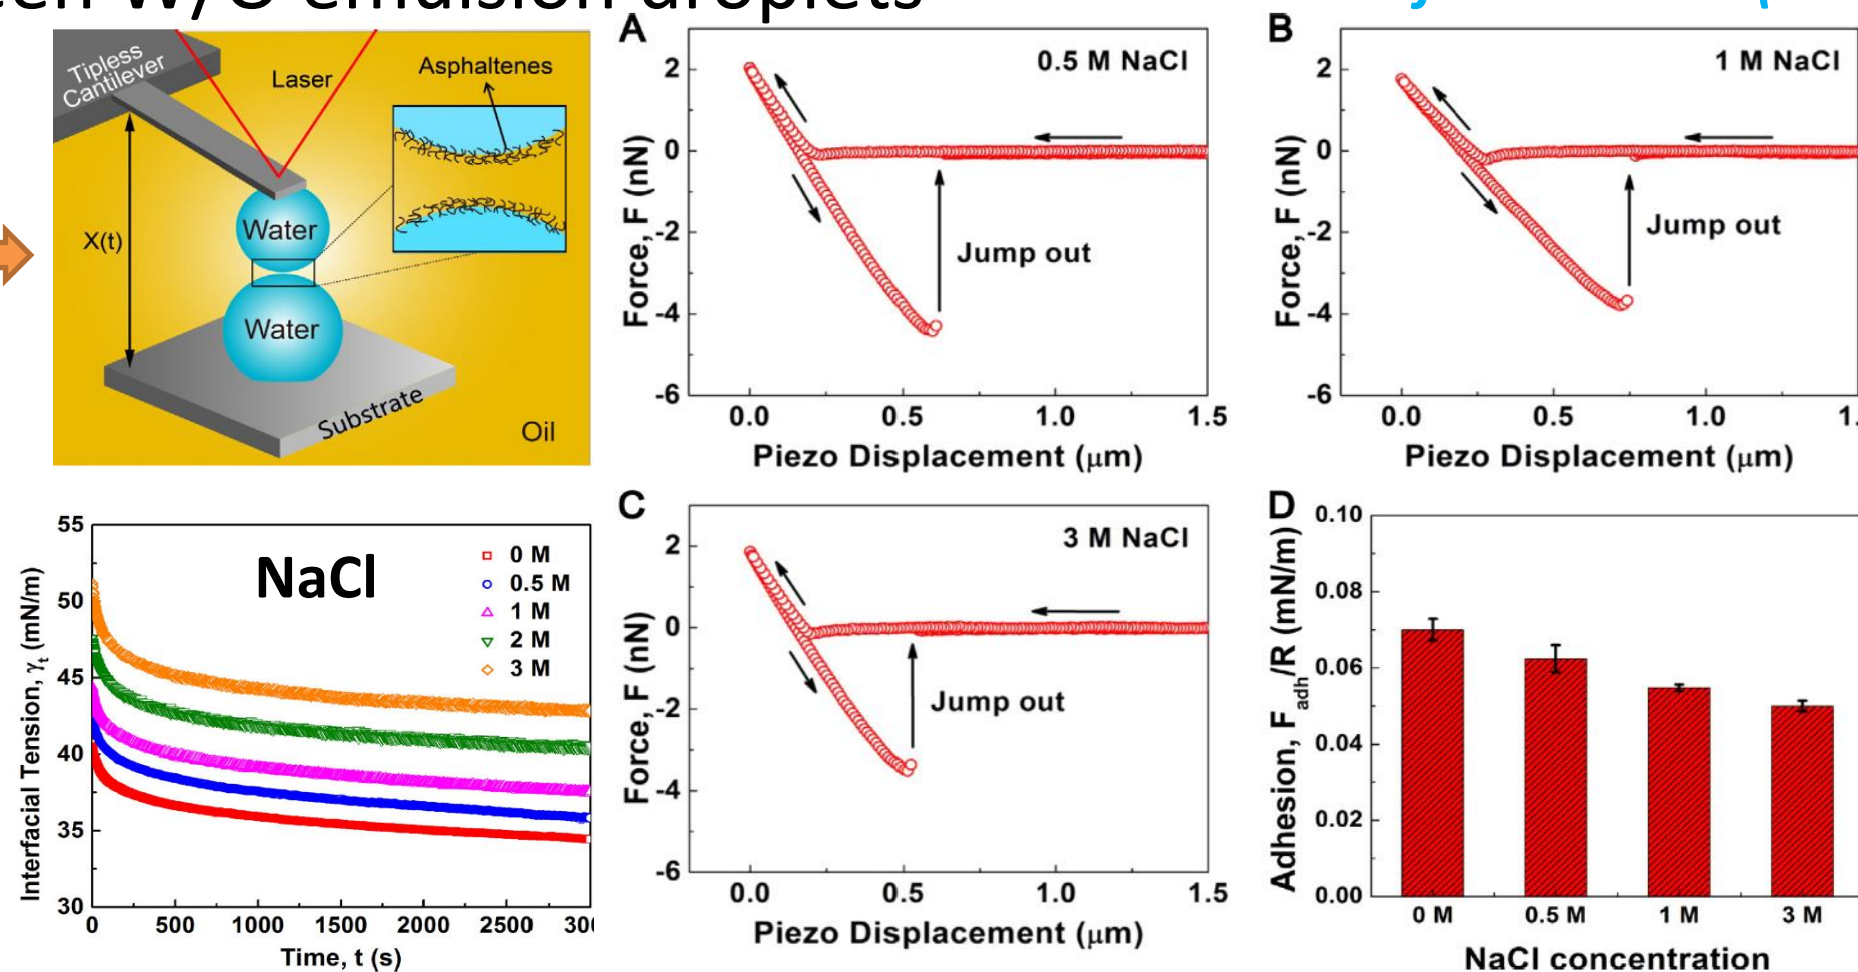 W/O emulsion droplets
Tipless
Cantilever
Laser
Asphaltenes
X(t)
Water
Water
Substrate
Oil
A
0.5 M NaCl
2
0
-2
-4
-6
Force, F (nN)
Jump out
0.0 0.5 1.0 1.5
Piezo Displacement (μm)
B
1 M NaCl
2
0
-2
-4
-6
Force, F (nN)
Jump out
0.0 0.5 1.0
Piezo Displacement (μm)
55
50
45
40
35
30
Interfacial Tension, γt (mN/m)
NaCl
0 M
0.5 M
1 M
2 M
3 M
0 500 1000 1500 2000 2500
Time, t (s)
C
3 M NaCl
2
0
-2
-4
-6
Force, F (nN)
Jump out
0.0 0.5 1.0 1.5
Piezo Displacement (μm)
D
0.10
0.08
0.06
0.04
0.02
0.00
Adhesion, Fadh/R (mN/m)
0 M 0.5 M 1 M 3 M
NaCl concentration